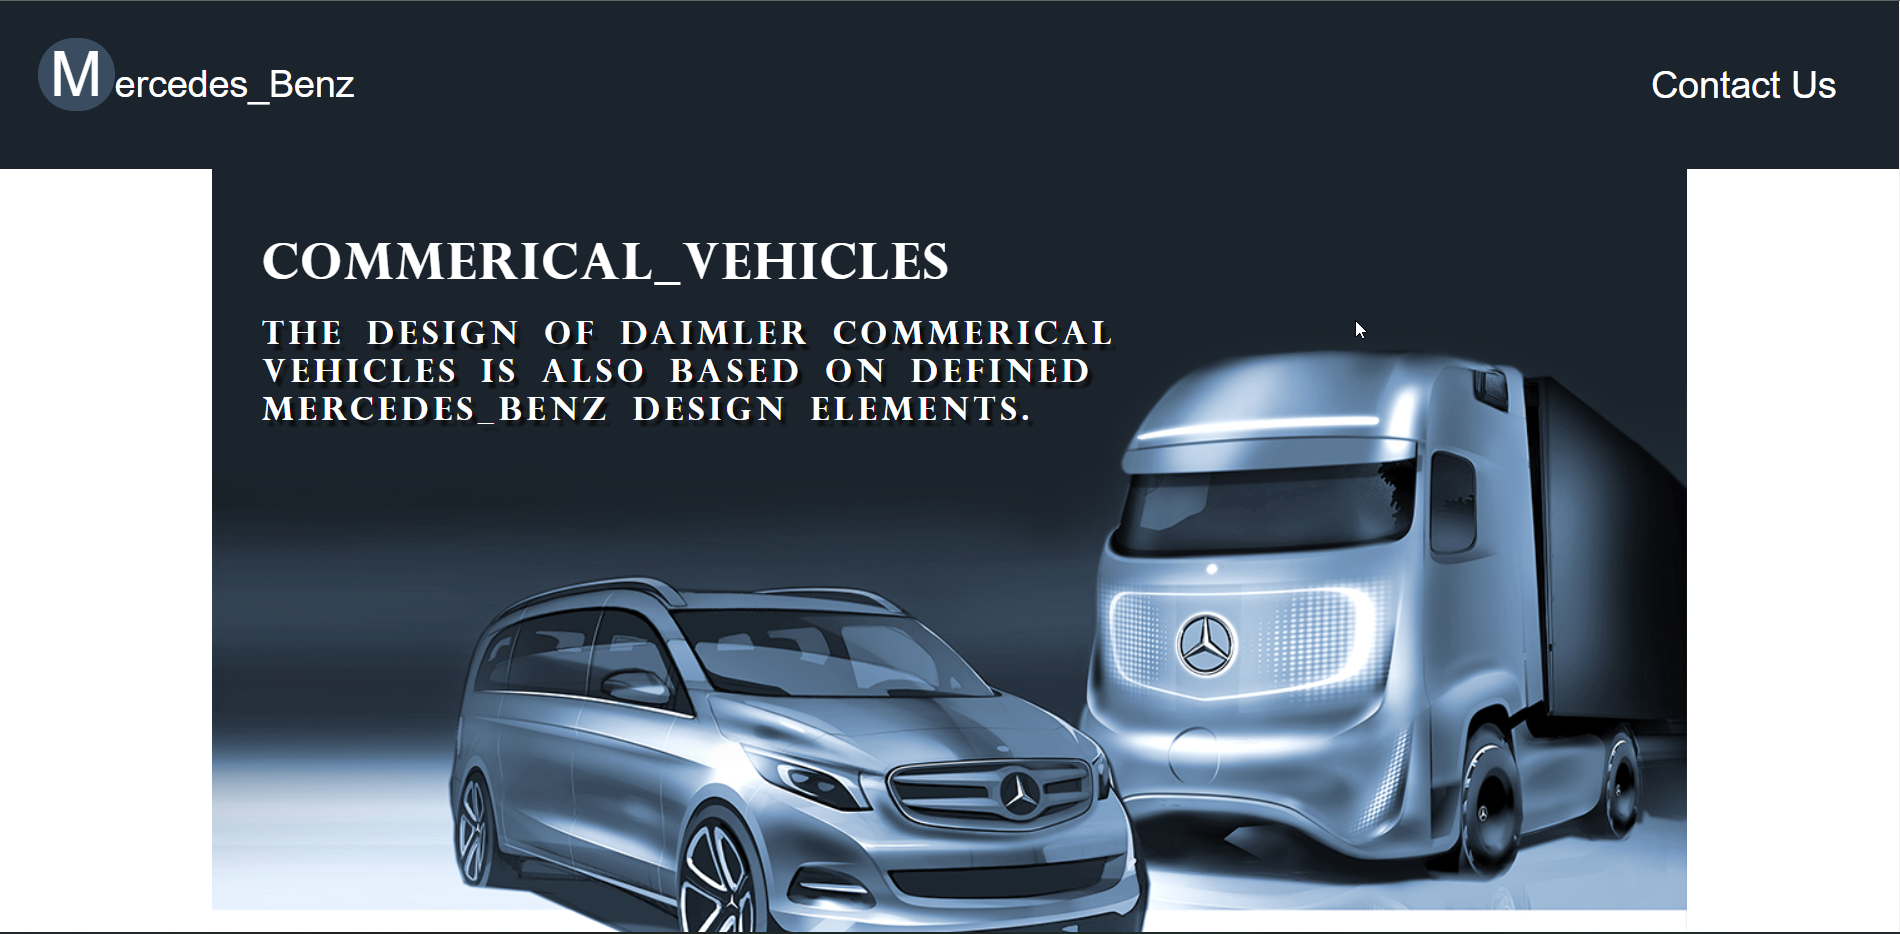 Mercedes_Benz
Contact Us
COMMERICAL_VEHICLES
THE DESIGN OF DAIMLER COMMERICAL
VEHICLES IS ALSO BASED ON DEFINED
MERCEDES_BENZ DESIGN ELEMENTS.